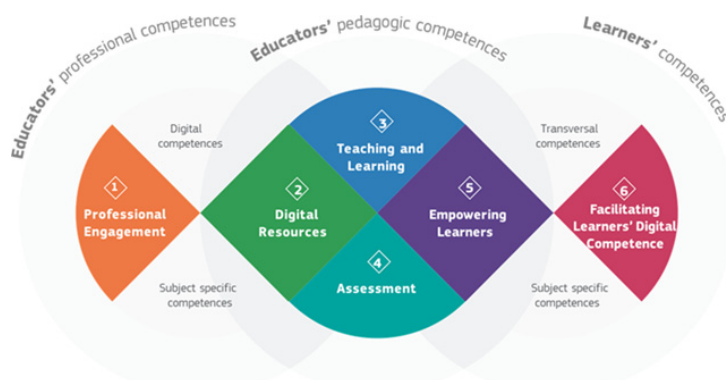 Educators' professional competences
Educators' pedagogic competences
Learners' competences
Digital
competences
Transversal
competences
1
Professional
Engagement
2
Digital
Resources
3
Teaching and
Learning
4
Assessment
5
Empowering
Learners
6
Facilitating
Learners' Digital
Competence
Subject specific
competences
Subject specific
competences